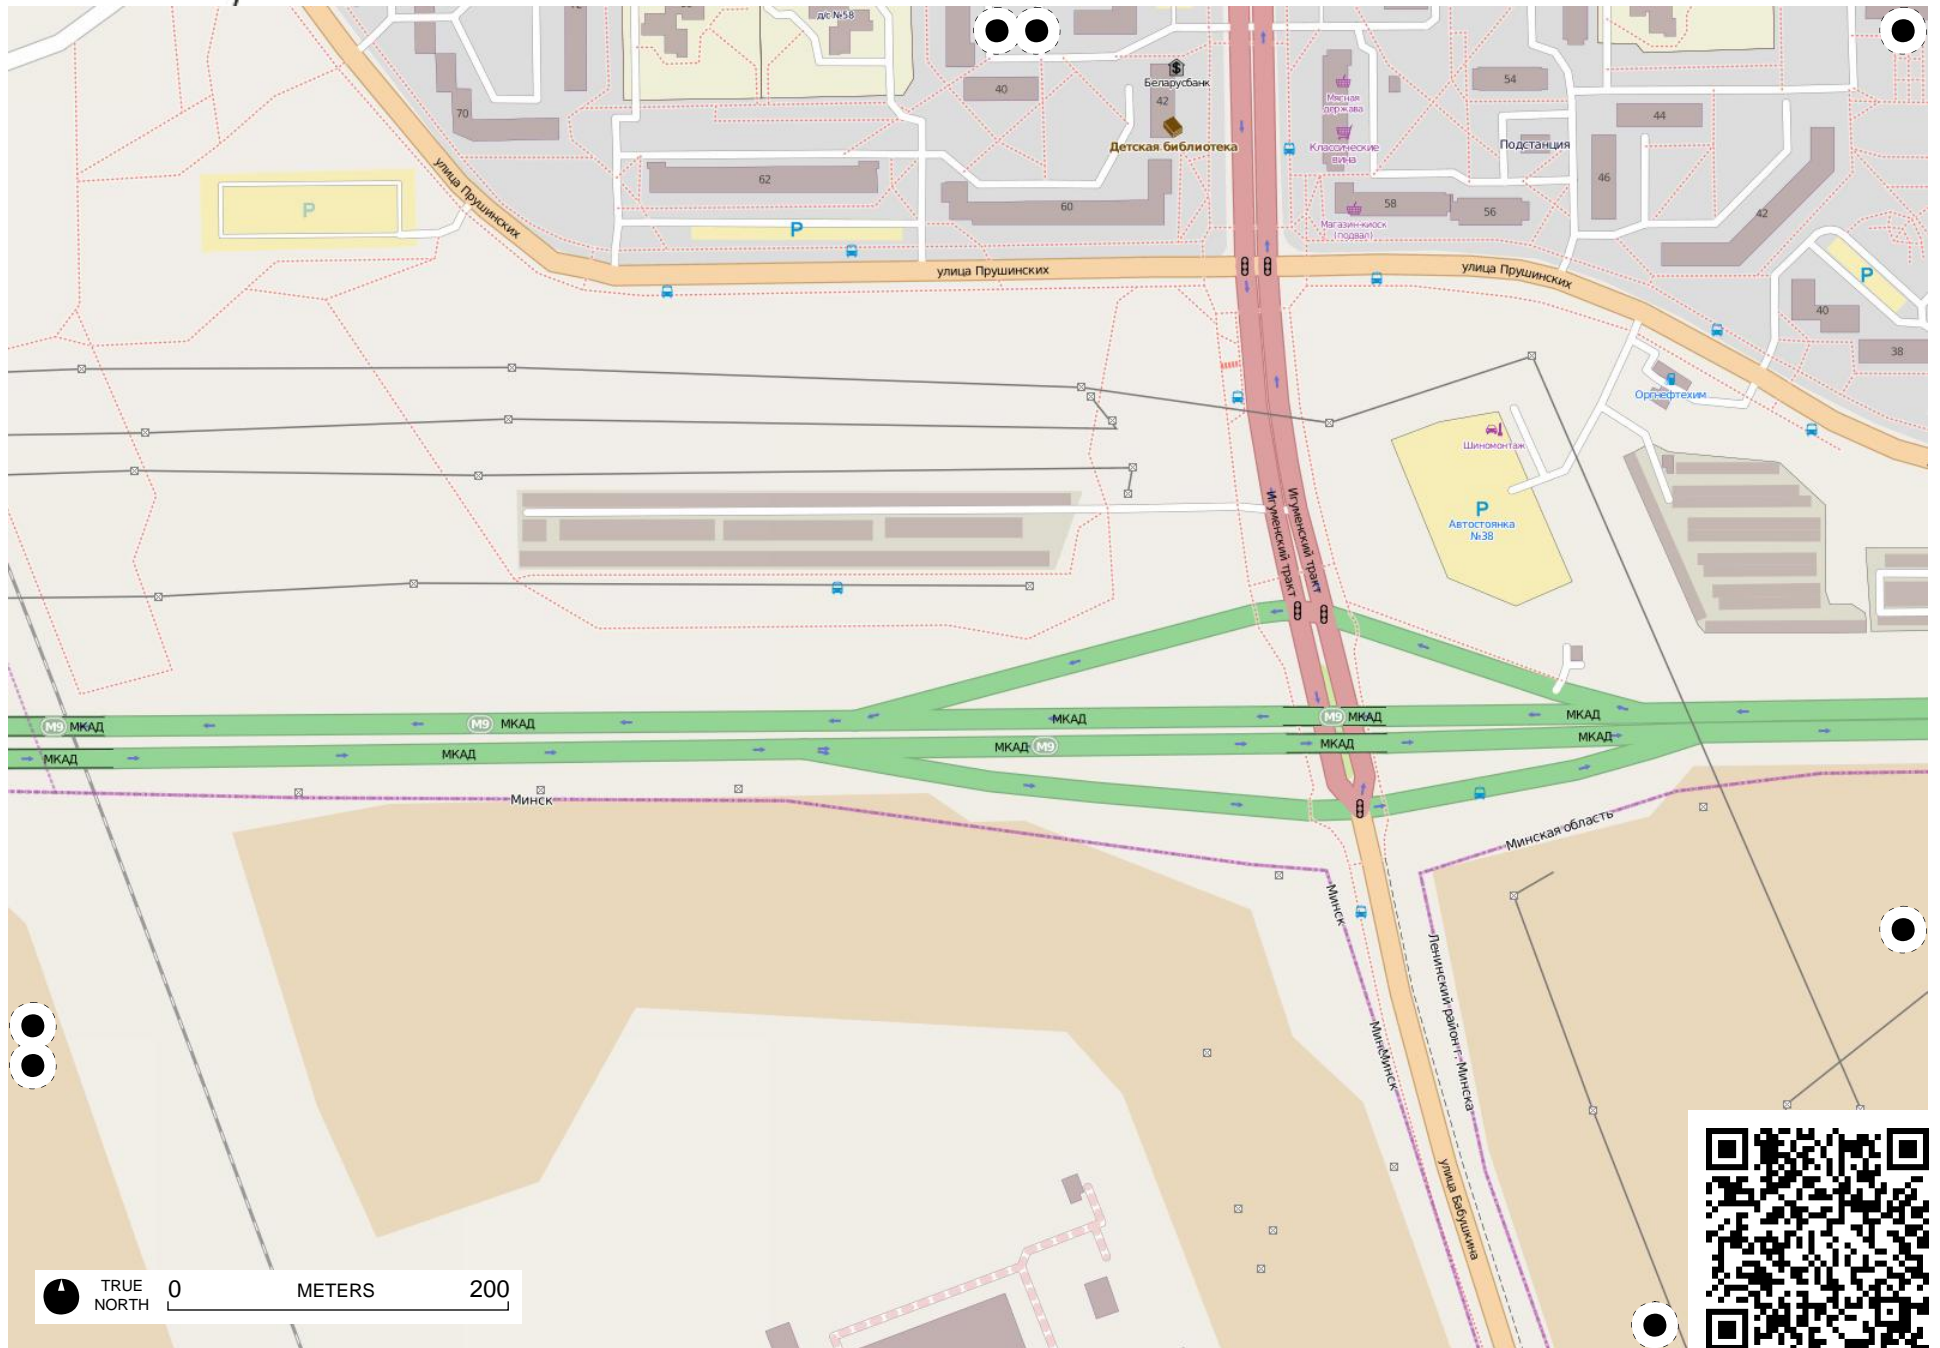 д/с №58
70
40
42
Беларусбанк
Детская библиотека
Мясная
держава
Классические
вина
54
44
Подстанция
46
42
62
60
58
56
Магазин-киоск
(подвал)
P
P
P
улица Прушинских
улица Прушинских
улица Прушинских
40
38
Оргнефтехим
Шиномонтаж
P
Автостоянка
№38
Игуменский тракт
Игуменский тракт
M9 МКАД
M9 МКАД
МКАД
M9 МКАД
МКАД
МКАД
МКАД
МКАД M9
МКАД
МКАД
Минск
Минская область
Минск
Ленинский район г. Минска
Минск
Минск
улица Бабушкина
TRUE
NORTH
0 METERS 200